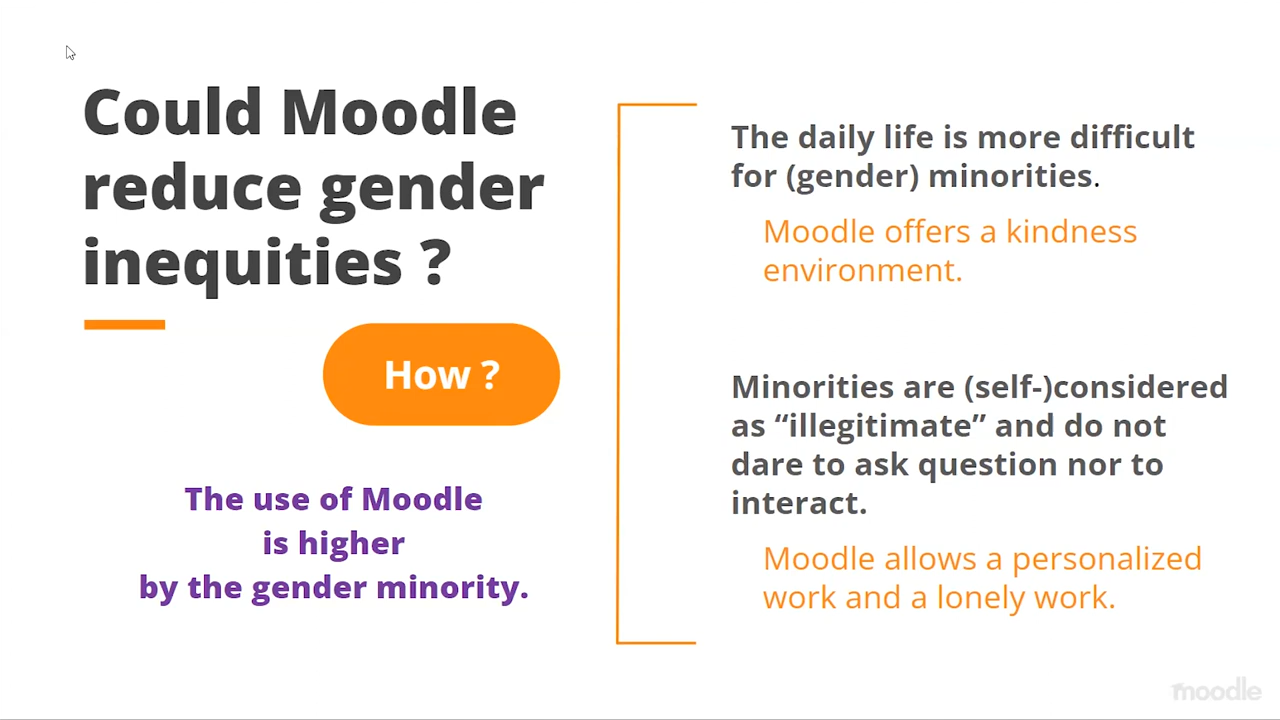 Could Moodle
reduce gender
inequities ?
How ?
The use of Moodle
is higher
by the gender minority.
The daily life is more difficult
for (gender) minorities.
Moodle offers a kindness
environment.
Minorities are (self-)considered
as “illegitimate” and do not
dare to ask question nor to
interact.
Moodle allows a personalized
work and a lonely work.
moodle